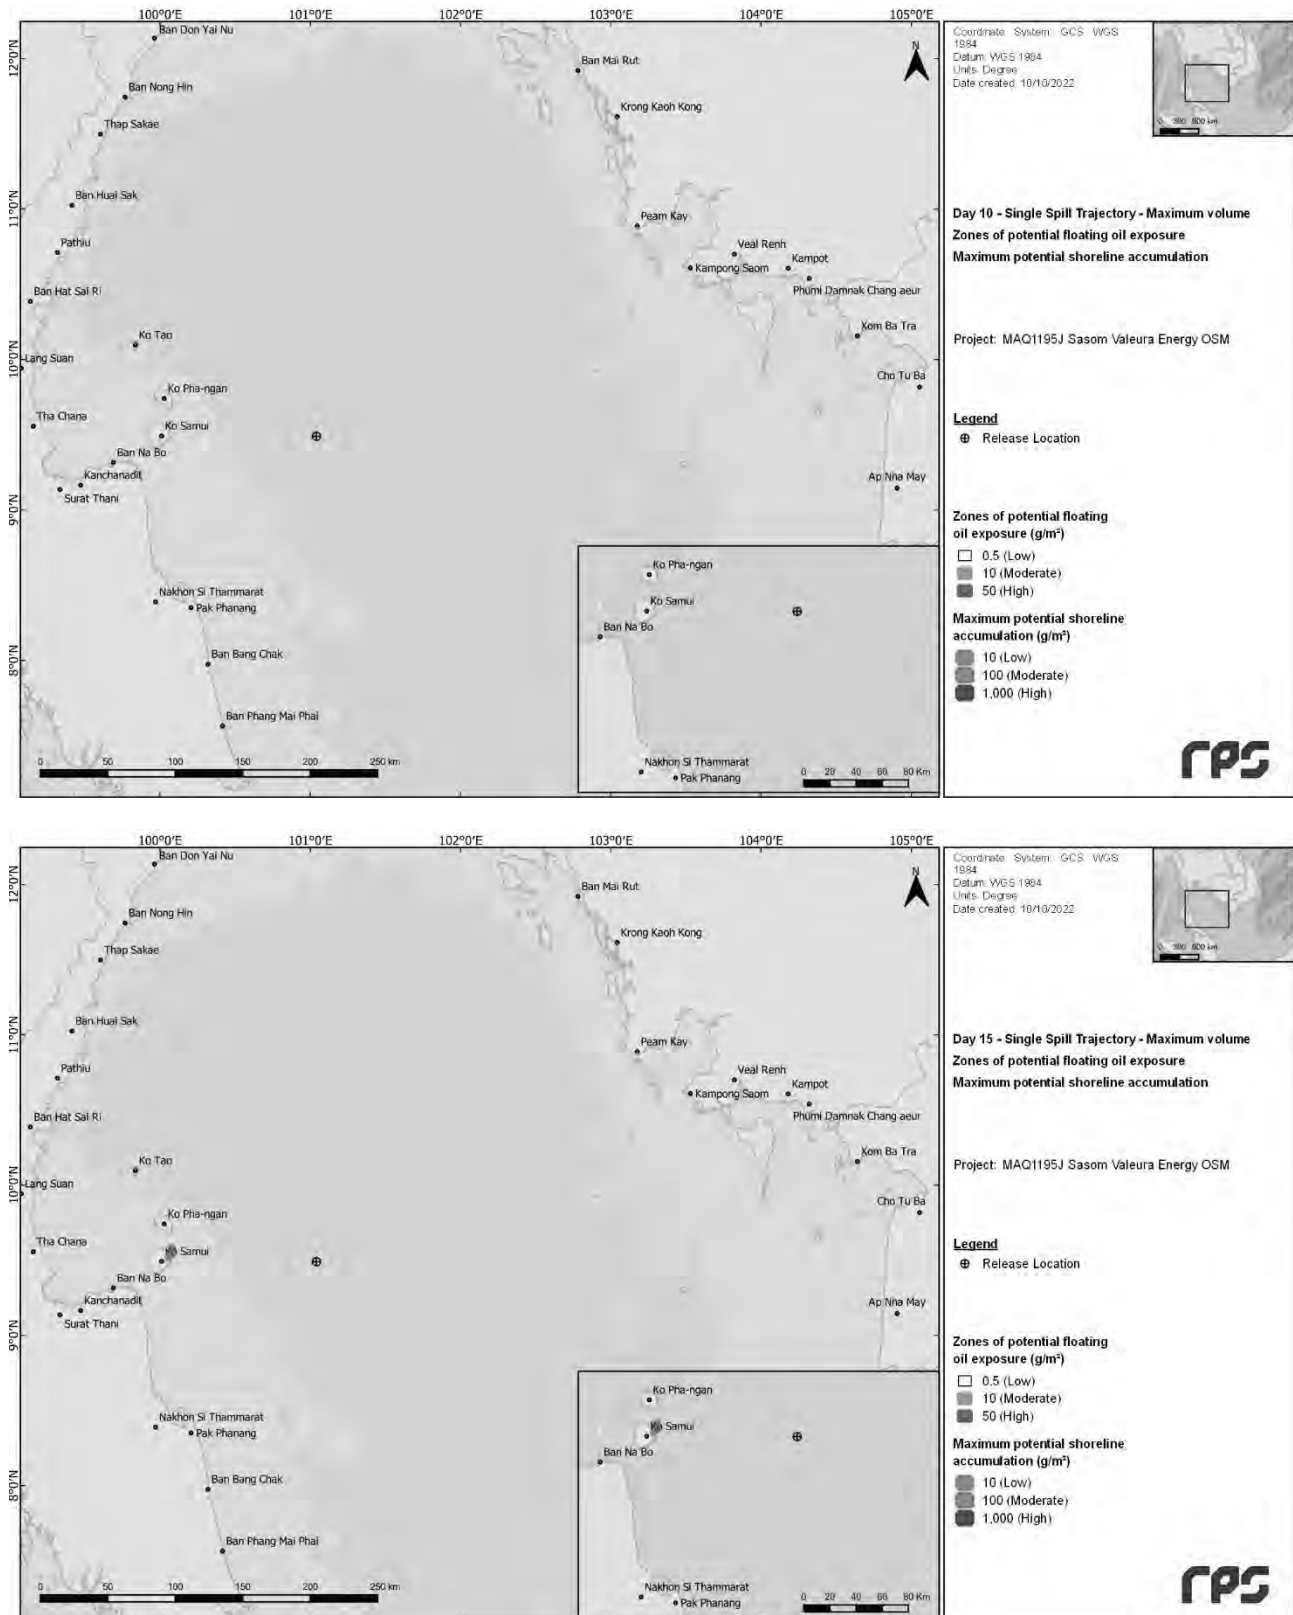 100°0'E 101°0'E 102°0'E 103°0'E 104°0'E 105°0'E
12°0'N
11°0'N
10°0'N
9°0'N
8°0'N
Ban Don Yai Nu
Ban Nong Hin
Thap Sakae
Ban Huai Sak
Pathiu
Ban Hat Sai Ri
Ko Tao
Lang Suan
Ko Pha-ngan
Tha Chana
Ko Samui
Ban Na Bo
Kanchanadit
Surat Thani
Nakhon Si Thammarat
Pak Phanang
Ban Bang Chak
Ban Phang Mai Phai
Ban Mai Rut
Krong Kaoh Kong
Peam Kay
Veal Renh
Kampong Saom
Kampot
Phumi Damnak Chang aeur
Xom Ba Tra
Cho Tu Ba
Ap Nha May
N
0 50 100 150 200 250 km
Ko Pha-ngan
Ko Samui
Ban Na Bo
Nakhon Si Thammarat
Pak Phanang
0 20 40 60 80 Km
Coordinate System: GCS WGS
1984
Datum: WGS 1984
Units: Degree
Date created: 10/10/2022
0 300 600 km
Day 10 - Single Spill Trajectory - Maximum volume
Zones of potential floating oil exposure
Maximum potential shoreline accumulation
Project: MAQ1195J Sasom Valeura Energy OSM
Legend
Release Location
Zones of potential floating
oil exposure (g/m²)
0.5 (Low)
10 (Moderate)
50 (High)
Maximum potential shoreline
accumulation (g/m²)
10 (Low)
100 (Moderate)
1,000 (High)
rps
100°0'E 101°0'E 102°0'E 103°0'E 104°0'E 105°0'E
12°0'N
11°0'N
10°0'N
9°0'N
8°0'N
Ban Don Yai Nu
Ban Nong Hin
Thap Sakae
Ban Huai Sak
Pathiu
Ban Hat Sai Ri
Ko Tao
Lang Suan
Ko Pha-ngan
Tha Chana
Ko Samui
Ban Na Bo
Kanchanadit
Surat Thani
Nakhon Si Thammarat
Pak Phanang
Ban Bang Chak
Ban Phang Mai Phai
Ban Mai Rut
Krong Kaoh Kong
Peam Kay
Veal Renh
Kampong Saom
Kampot
Phumi Damnak Chang aeur
Xom Ba Tra
Cho Tu Ba
Ap Nha May
N
0 50 100 150 200 250 km
Ko Pha-ngan
Ko Samui
Ban Na Bo
Nakhon Si Thammarat
Pak Phanang
0 20 40 60 80 Km
Coordinate System: GCS WGS
1984
Datum: WGS 1984
Units: Degree
Date created: 10/10/2022
0 300 600 km
Day 15 - Single Spill Trajectory - Maximum volume
Zones of potential floating oil exposure
Maximum potential shoreline accumulation
Project: MAQ1195J Sasom Valeura Energy OSM
Legend
Release Location
Zones of potential floating
oil exposure (g/m²)
0.5 (Low)
10 (Moderate)
50 (High)
Maximum potential shoreline
accumulation (g/m²)
10 (Low)
100 (Moderate)
1,000 (High)
rps